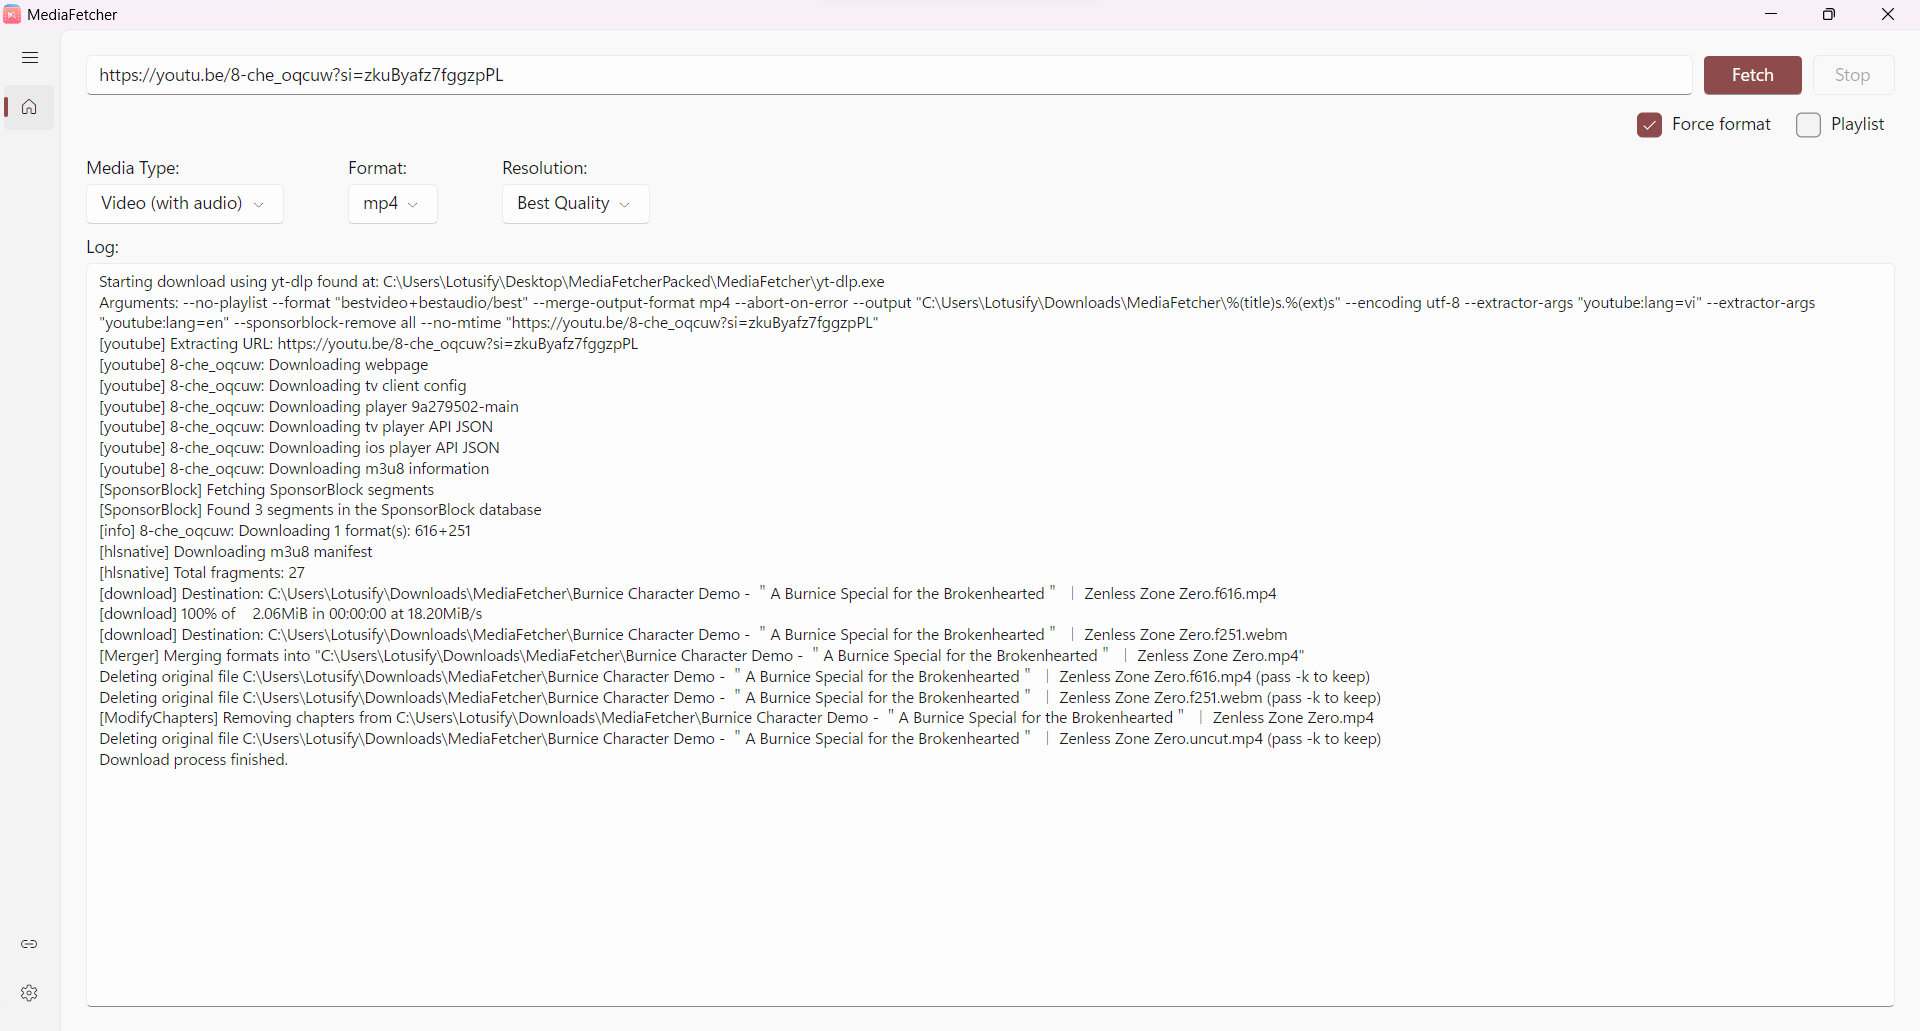 MediaFetcher
https://youtu.be/8-che_oqcuw?si=zkuByafz7fggzpPL
Fetch
Stop
Force format
Playlist
Media Type:
Format:
Resolution:
Video (with audio)
mp4
Best Quality
Log:
Starting download using yt-dlp found at: C:\Users\Lotusify\Desktop\MediaFetcherPacked\MediaFetcher\yt-dlp.exe
Arguments: --no-playlist --format "bestvideo+bestaudio/best" --merge-output-format mp4 --abort-on-error --output "C:\Users\Lotusify\Downloads\MediaFetcher\%(title)s.%(ext)s" --encoding utf-8 --extractor-args "youtube:lang=vi" --extractor-args
"youtube:lang=en" --sponsorblock-remove all --no-mtime "https://youtu.be/8-che_oqcuw?si=zkuByafz7fggzpPL"
[youtube] Extracting URL: https://youtu.be/8-che_oqcuw?si=zkuByafz7fggzpPL
[youtube] 8-che_oqcuw: Downloading webpage
[youtube] 8-che_oqcuw: Downloading tv client config
[youtube] 8-che_oqcuw: Downloading player 9a279502-main
[youtube] 8-che_oqcuw: Downloading tv player API JSON
[youtube] 8-che_oqcuw: Downloading ios player API JSON
[youtube] 8-che_oqcuw: Downloading m3u8 information
[SponsorBlock] Fetching SponsorBlock segments
[SponsorBlock] Found 3 segments in the SponsorBlock database
[info] 8-che_oqcuw: Downloading 1 format(s): 616+251
[hlsnative] Downloading m3u8 manifest
[hlsnative] Total fragments: 27
[download] Destination: C:\Users\Lotusify\Downloads\MediaFetcher\Burnice Character Demo - ＂A Burnice Special for the Brokenhearted＂ ｜ Zenless Zone Zero.f616.mp4
[download] 100% of    2.06MiB in 00:00:00 at 18.20MiB/s
[download] Destination: C:\Users\Lotusify\Downloads\MediaFetcher\Burnice Character Demo - ＂A Burnice Special for the Brokenhearted＂ ｜ Zenless Zone Zero.f251.webm
[Merger] Merging formats into "C:\Users\Lotusify\Downloads\MediaFetcher\Burnice Character Demo - ＂A Burnice Special for the Brokenhearted＂ ｜ Zenless Zone Zero.mp4"
Deleting original file C:\Users\Lotusify\Downloads\MediaFetcher\Burnice Character Demo - ＂A Burnice Special for the Brokenhearted＂ ｜ Zenless Zone Zero.f616.mp4 (pass -k to keep)
Deleting original file C:\Users\Lotusify\Downloads\MediaFetcher\Burnice Character Demo - ＂A Burnice Special for the Brokenhearted＂ ｜ Zenless Zone Zero.f251.webm (pass -k to keep)
[ModifyChapters] Removing chapters from C:\Users\Lotusify\Downloads\MediaFetcher\Burnice Character Demo - ＂A Burnice Special for the Brokenhearted＂ ｜ Zenless Zone Zero.mp4
Deleting original file C:\Users\Lotusify\Downloads\MediaFetcher\Burnice Character Demo - ＂A Burnice Special for the Brokenhearted＂ ｜ Zenless Zone Zero.uncut.mp4 (pass -k to keep)
Download process finished.